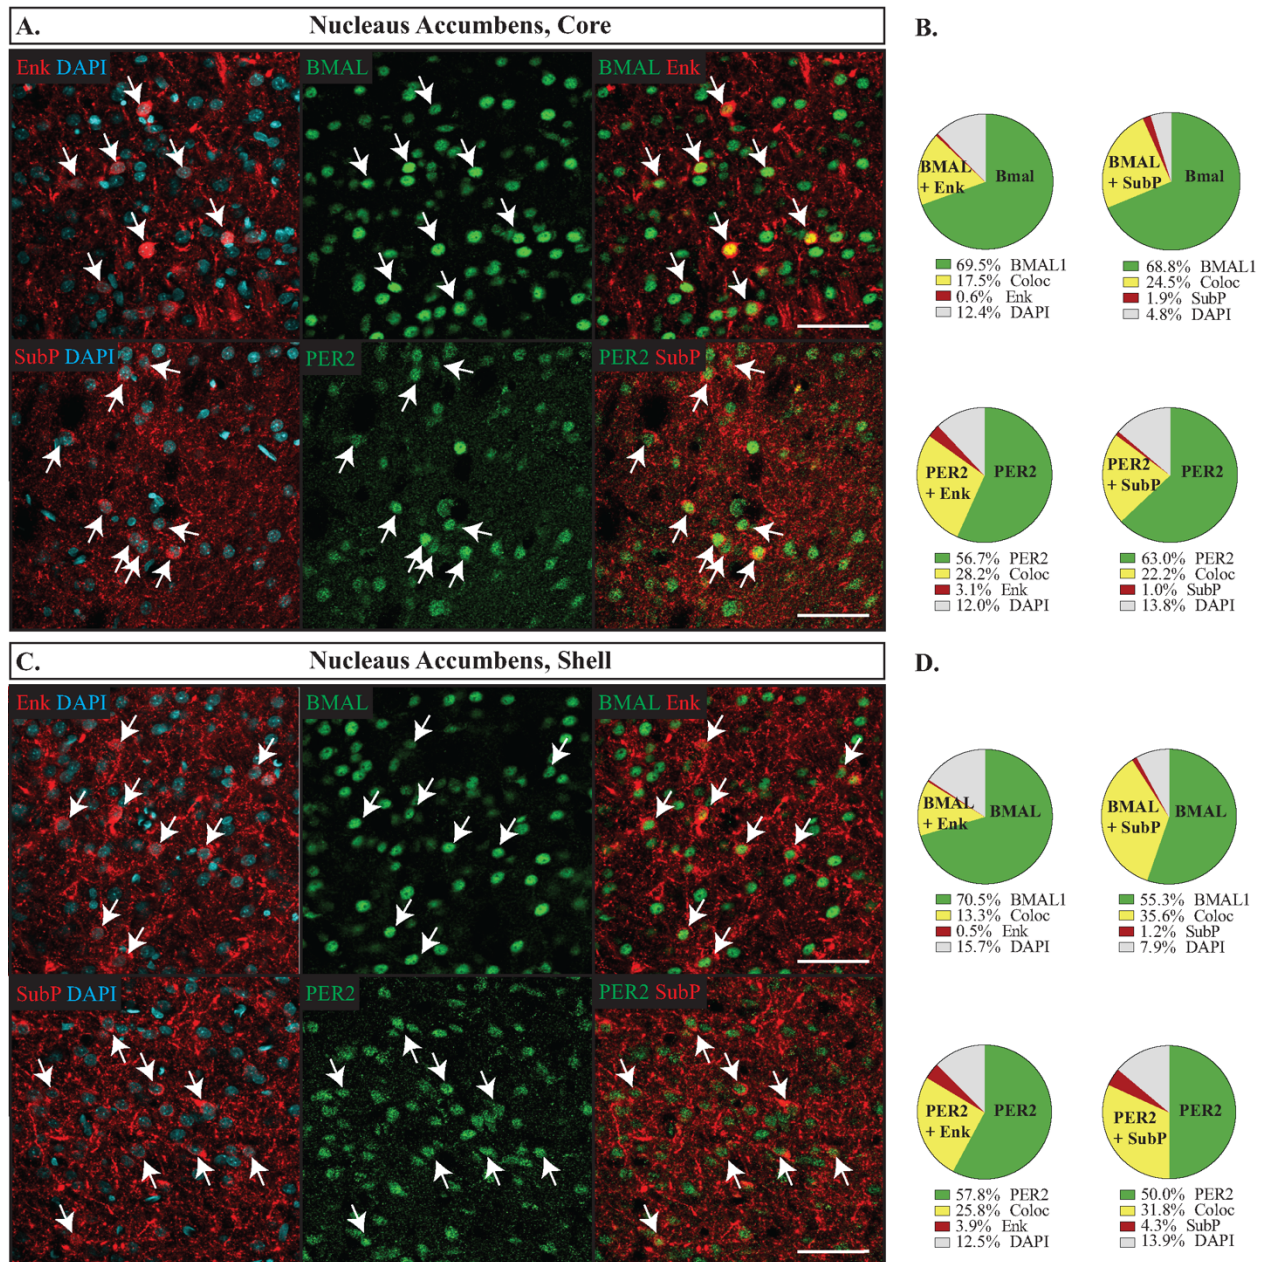 A. Nucleaus Accumbens, Core
B.
Enk DAPI
BMAL
BMAL Enk
BMAL
+ Enk
Bmal
69.5% BMAL1
17.5% Coloc
0.6% Enk
12.4% DAPI
BMAL
+ SubP
Bmal
68.8% BMAL1
24.5% Coloc
1.9% SubP
4.8% DAPI
SubP DAPI
PER2
PER2 SubP
PER2
+ Enk
PER2
56.7% PER2
28.2% Coloc
3.1% Enk
12.0% DAPI
PER2
+ SubP
PER2
63.0% PER2
22.2% Coloc
1.0% SubP
13.8% DAPI
C. Nucleaus Accumbens, Shell
D.
Enk DAPI
BMAL
BMAL Enk
BMAL
+ Enk
BMAL
70.5% BMAL1
13.3% Coloc
0.5% Enk
15.7% DAPI
BMAL
+ SubP
BMAL
55.3% BMAL1
35.6% Coloc
1.2% SubP
7.9% DAPI
SubP DAPI
PER2
PER2 SubP
PER2
+ Enk
PER2
57.8% PER2
25.8% Coloc
3.9% Enk
12.5% DAPI
PER2
+ SubP
PER2
50.0% PER2
31.8% Coloc
4.3% SubP
13.9% DAPI